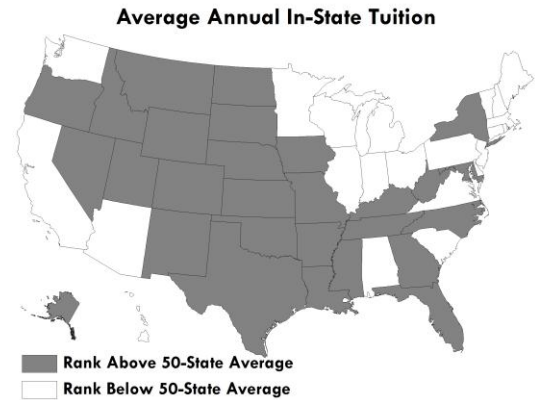 Average Annual In-State Tuition
Rank Above 50-State Average
Rank Below 50-State Average